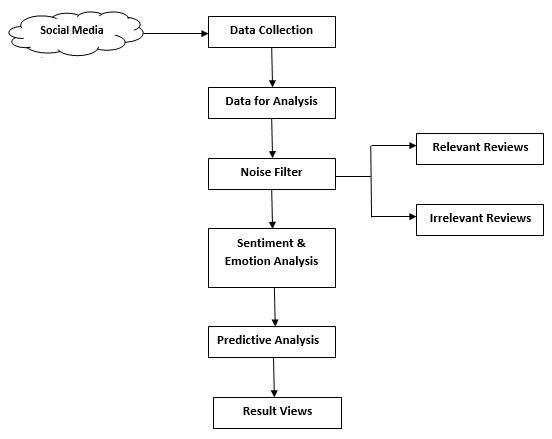 Social Media
Data Collection
Data for Analysis
Noise Filter
Relevant Reviews
Irrelevant Reviews
Sentiment &
Emotion Analysis
Predictive Analysis
Result Views